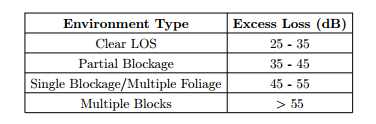 Environment Type Excess Loss (dB)
Clear LOS 25 - 35
Partial Blockage 35 - 45
Single Blockage/Multiple Foliage 45 - 55
Multiple Blocks > 55